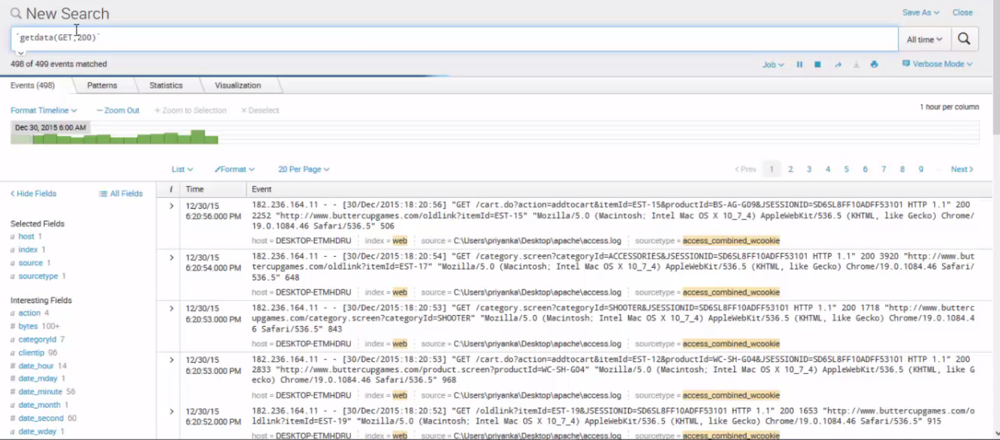 New Search
Save As
Close
`getdata(GET,200)`
All time
498 of 499 events matched
Job
Verbose Mode
Events (498)
Patterns
Statistics
Visualization
Format Timeline
— Zoom Out
+ Zoom to Selection
× Deselect
1 hour per column
Dec 30, 2015 6:00 AM
List
Format
20 Per Page
< Prev 1 2 3 4 5 6 7 8 9 ... Next >
< Hide Fields
All Fields
i Time Event
Selected Fields
a host 1
a index 1
a source 1
a sourcetype 1
Interesting Fields
a action 4
# bytes 100+
a categoryId 7
a clientip 96
# date_hour 14
# date_mday 1
# date_minute 56
a date_month 1
# date_second 60
a date_wday 1
> 12/30/15
6:20:56.000 PM
182.236.164.11 - - [30/Dec/2015:18:20:56] "GET /cart.do?action=addtocart&itemId=EST-15&productId=BS-AG-G09&JSESSIONID=SD6SL8FF10ADFF53101 HTTP 1.1" 200
2252 "http://www.buttercupgames.com/oldlink?itemId=EST-15" "Mozilla/5.0 (Macintosh; Intel Mac OS X 10_7_4) AppleWebKit/536.5 (KHTML, like Gecko) Chrome/
19.0.1084.46 Safari/536.5" 506
host = DESKTOP-ETMHDRU index = web source = C:\Users\priyanka\Desktop\apache\access.log sourcetype = access_combined_wcookie
> 12/30/15
6:20:54.000 PM
182.236.164.11 - - [30/Dec/2015:18:20:54] "GET /category.screen?categoryId=ACCESSORIES&JSESSIONID=SD6SL8FF10ADFF53101 HTTP 1.1" 200 3920 "http://www.but
tercupgames.com/oldlink?itemId=EST-17" "Mozilla/5.0 (Macintosh; Intel Mac OS X 10_7_4) AppleWebKit/536.5 (KHTML, like Gecko) Chrome/19.0.1084.46 Safari/
536.5" 648
host = DESKTOP-ETMHDRU index = web source = C:\Users\priyanka\Desktop\apache\access.log sourcetype = access_combined_wcookie
> 12/30/15
6:20:53.000 PM
182.236.164.11 - - [30/Dec/2015:18:20:53] "GET /category.screen?categoryId=SHOOTER&JSESSIONID=SD6SL8FF10ADFF53101 HTTP 1.1" 200 1718 "http://www.butterc
upgames.com/category.screen?categoryId=SHOOTER" "Mozilla/5.0 (Macintosh; Intel Mac OS X 10_7_4) AppleWebKit/536.5 (KHTML, like Gecko) Chrome/19.0.1084.4
6 Safari/536.5" 843
host = DESKTOP-ETMHDRU index = web source = C:\Users\priyanka\Desktop\apache\access.log sourcetype = access_combined_wcookie
> 12/30/15
6:20:53.000 PM
182.236.164.11 - - [30/Dec/2015:18:20:53] "GET /cart.do?action=addtocart&itemId=EST-12&productId=WC-SH-G04&JSESSIONID=SD6SL8FF10ADFF53101 HTTP 1.1" 200
2833 "http://www.buttercupgames.com/product.screen?productId=WC-SH-G04" "Mozilla/5.0 (Macintosh; Intel Mac OS X 10_7_4) AppleWebKit/536.5 (KHTML, like G
ecko) Chrome/19.0.1084.46 Safari/536.5" 968
host = DESKTOP-ETMHDRU index = web source = C:\Users\priyanka\Desktop\apache\access.log sourcetype = access_combined_wcookie
> 12/30/15
6:20:52.000 PM
182.236.164.11 - - [30/Dec/2015:18:20:52] "GET /oldlink?itemId=EST-19&JSESSIONID=SD6SL8FF10ADFF53101 HTTP 1.1" 200 1653 "http://www.buttercupgames.com/o
ldlink?itemId=EST-19" "Mozilla/5.0 (Macintosh; Intel Mac OS X 10_7_4) AppleWebKit/536.5 (KHTML, like Gecko) Chrome/19.0.1084.46 Safari/536.5" 915
host = DESKTOP-ETMHDRU index = web source = C:\Users\priyanka\Desktop\apache\access.log sourcetype = access_combined_wcookie